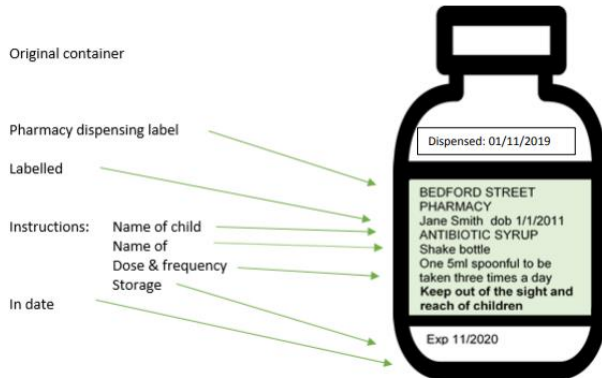 Original container
Pharmacy dispensing label
Labelled
Instructions: Name of child
Name of
Dose & frequency
Storage
In date
Dispensed: 01/11/2019
BEDFORD STREET
PHARMACY
Jane Smith dob 1/1/2011
ANTIBIOTIC SYRUP
Shake bottle
One 5ml spoonful to be
taken three times a day
Keep out of the sight and
reach of children
Exp 11/2020